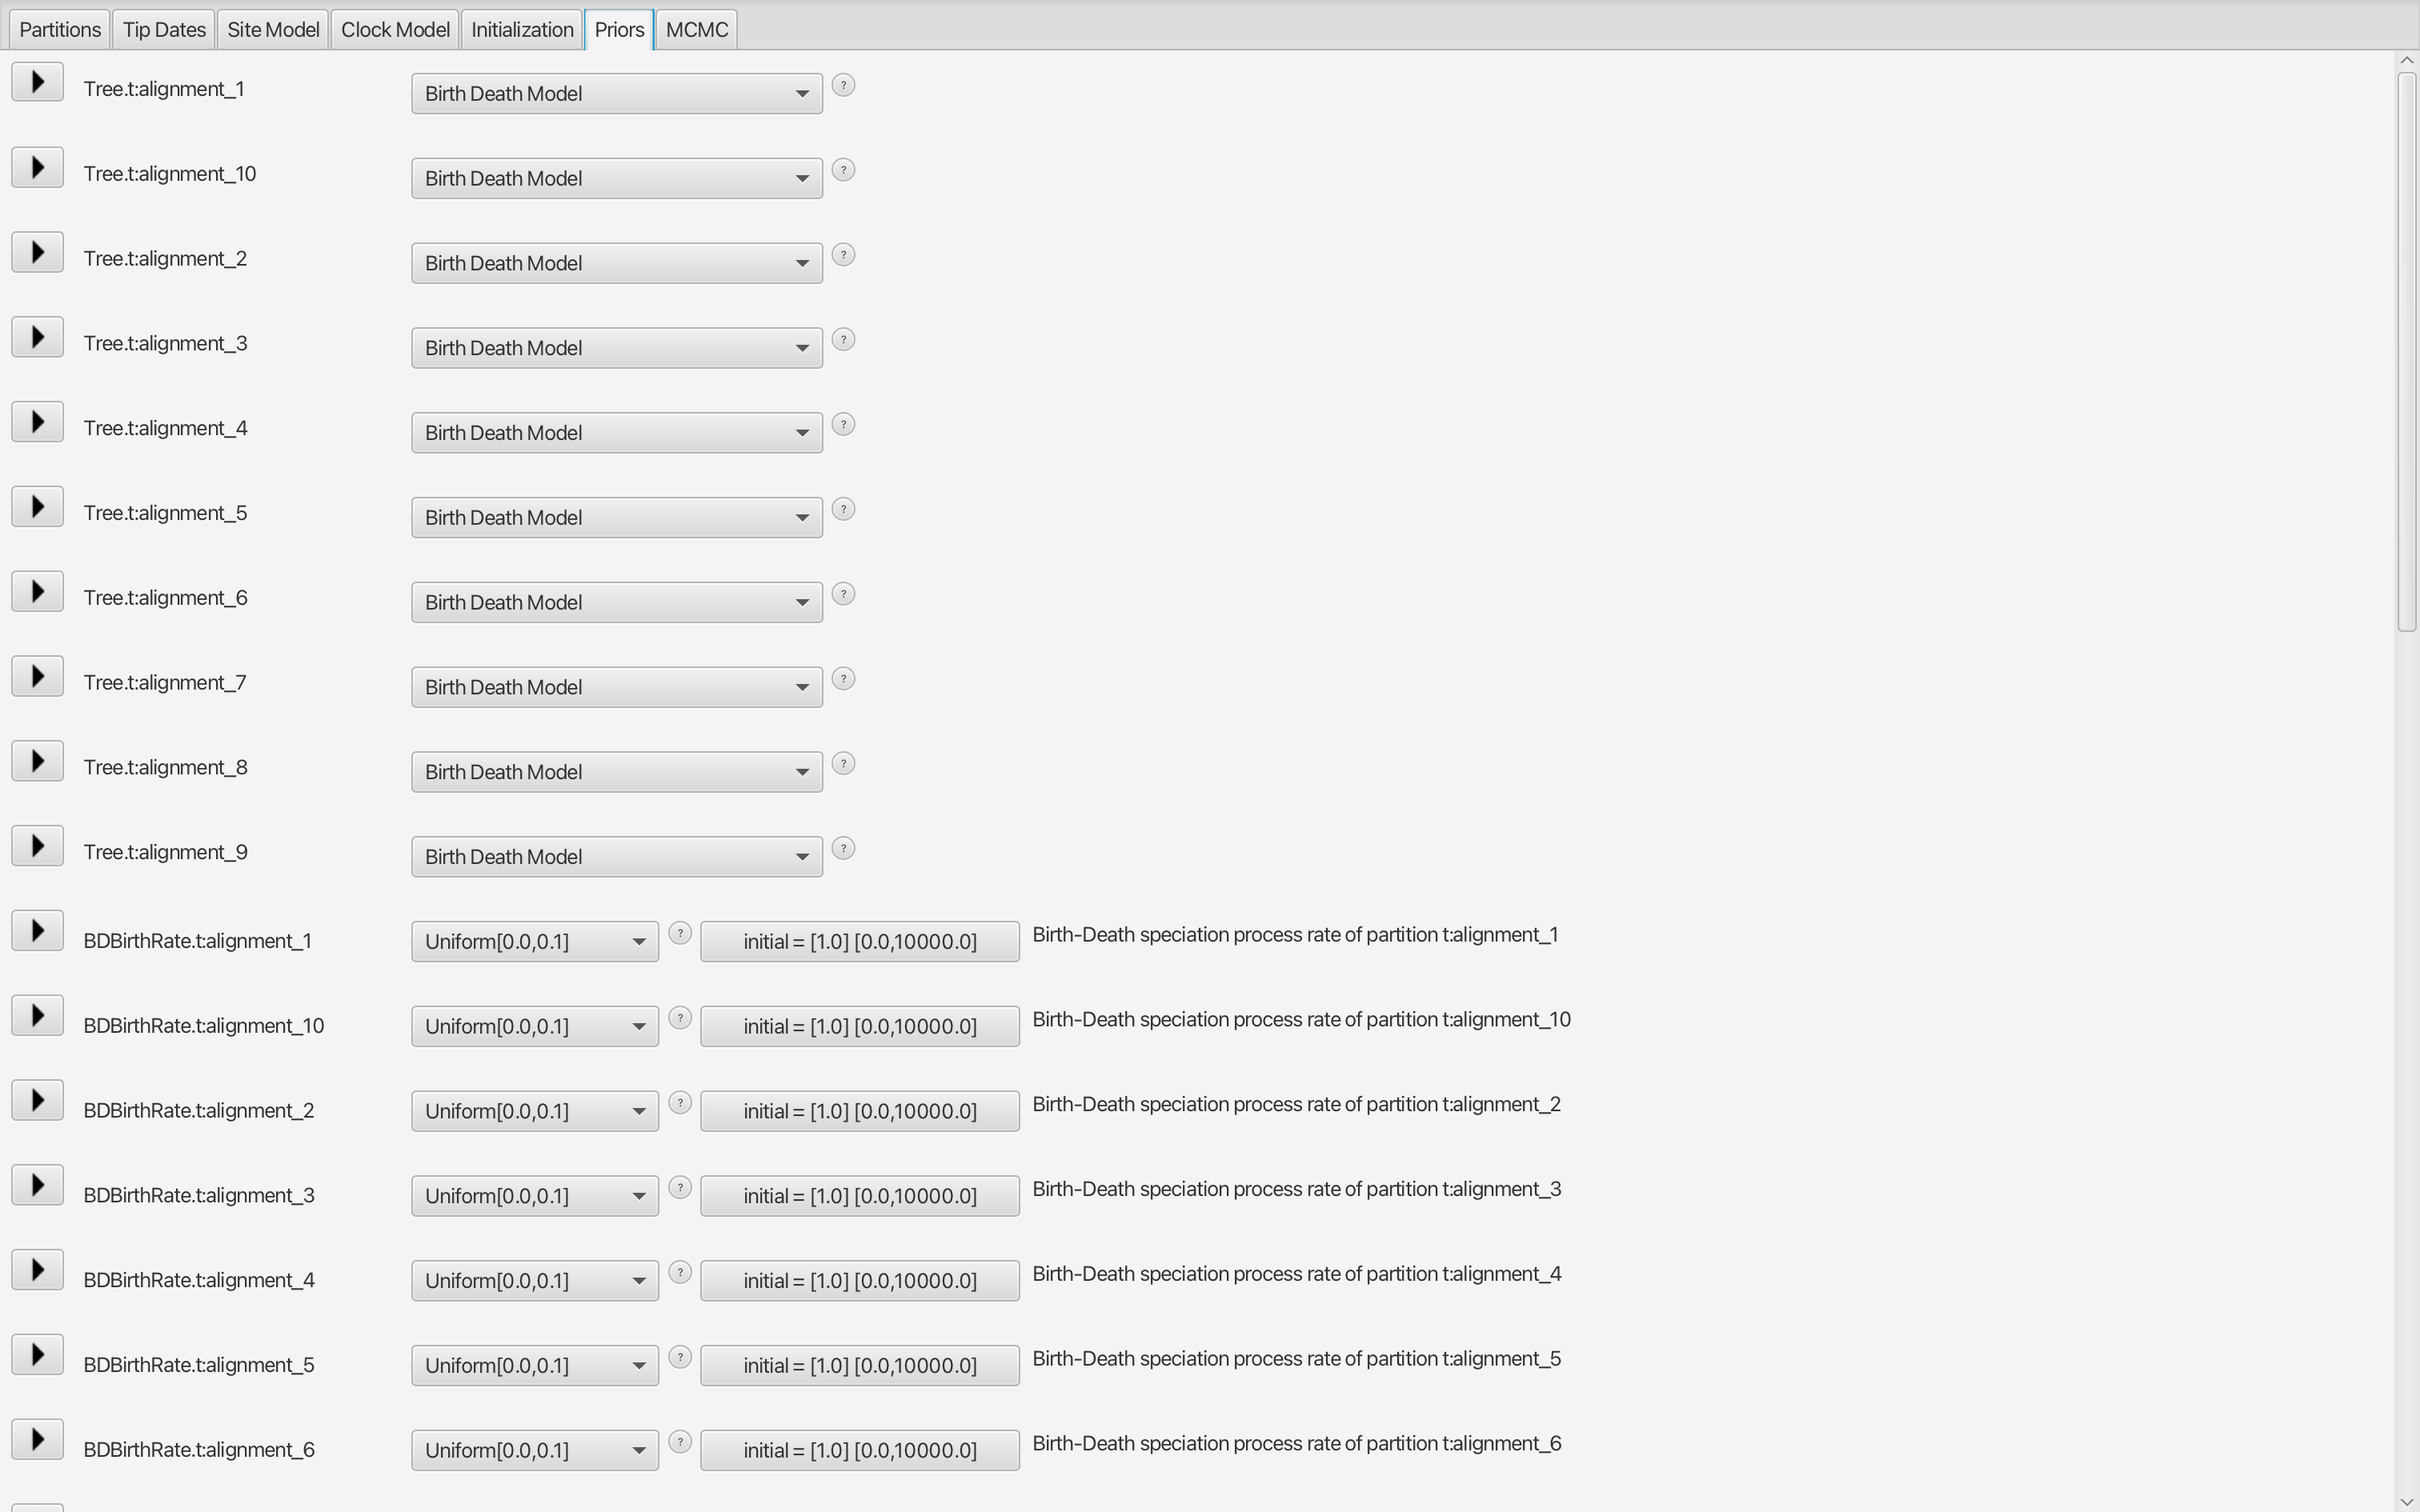 Partitions Tip Dates Site Model Clock Model Initialization Priors MCMC
Tree.t:alignment_1 Birth Death Model ?
Tree.t:alignment_10 Birth Death Model ?
Tree.t:alignment_2 Birth Death Model ?
Tree.t:alignment_3 Birth Death Model ?
Tree.t:alignment_4 Birth Death Model ?
Tree.t:alignment_5 Birth Death Model ?
Tree.t:alignment_6 Birth Death Model ?
Tree.t:alignment_7 Birth Death Model ?
Tree.t:alignment_8 Birth Death Model ?
Tree.t:alignment_9 Birth Death Model ?
BDBirthRate.t:alignment_1 Uniform[0.0,0.1] ? initial = [1.0] [0.0,10000.0] Birth-Death speciation process rate of partition t:alignment_1
BDBirthRate.t:alignment_10 Uniform[0.0,0.1] ? initial = [1.0] [0.0,10000.0] Birth-Death speciation process rate of partition t:alignment_10
BDBirthRate.t:alignment_2 Uniform[0.0,0.1] ? initial = [1.0] [0.0,10000.0] Birth-Death speciation process rate of partition t:alignment_2
BDBirthRate.t:alignment_3 Uniform[0.0,0.1] ? initial = [1.0] [0.0,10000.0] Birth-Death speciation process rate of partition t:alignment_3
BDBirthRate.t:alignment_4 Uniform[0.0,0.1] ? initial = [1.0] [0.0,10000.0] Birth-Death speciation process rate of partition t:alignment_4
BDBirthRate.t:alignment_5 Uniform[0.0,0.1] ? initial = [1.0] [0.0,10000.0] Birth-Death speciation process rate of partition t:alignment_5
BDBirthRate.t:alignment_6 Uniform[0.0,0.1] ? initial = [1.0] [0.0,10000.0] Birth-Death speciation process rate of partition t:alignment_6